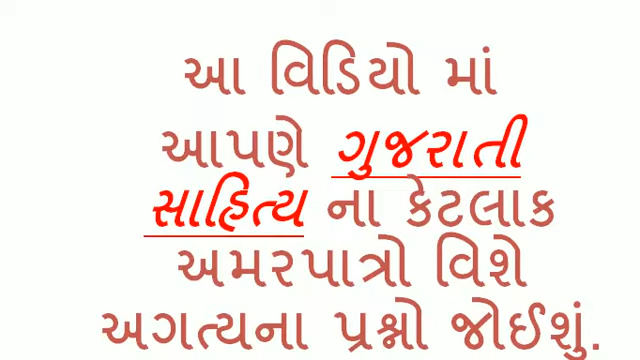 આ વિડિયો માં
આપણે ગુજરાતી
સાહિત્ય ના કેટલાક
અમરપાત્રો વિશે
અગત્યના પ્રશ્નો જોઈશું.